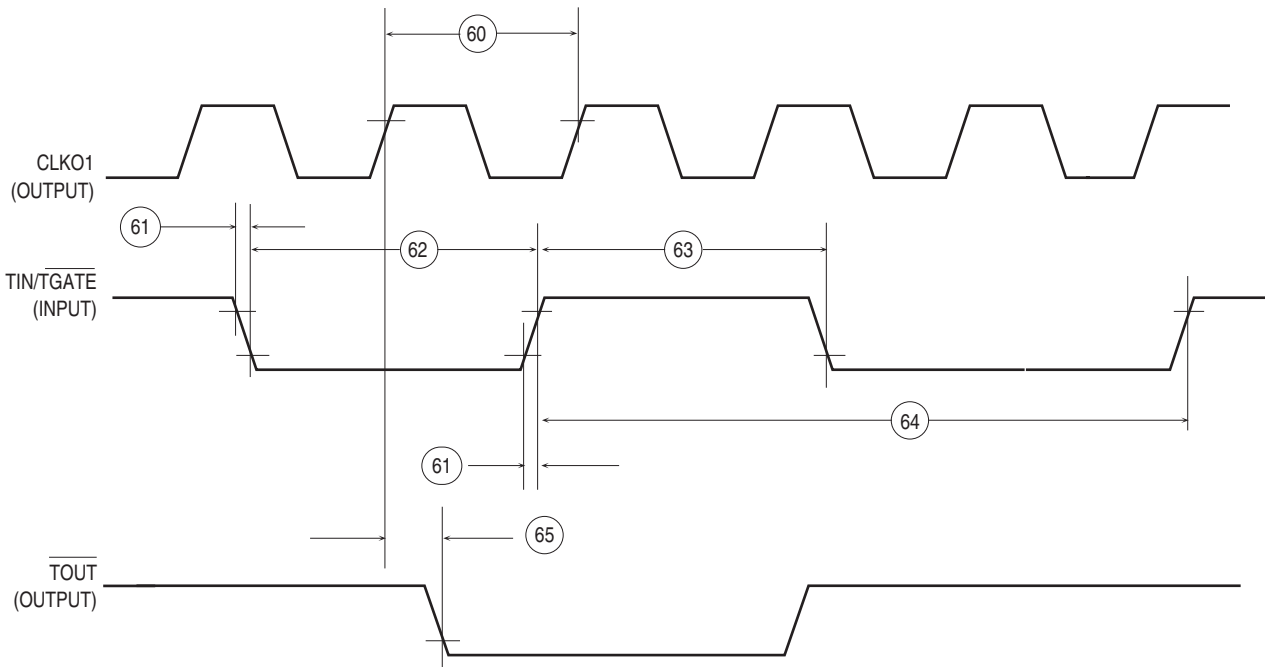 60
CLKO1
(OUTPUT)
61
62
63
TIN/TGATE
(INPUT)
64
61
65
TOUT
(OUTPUT)